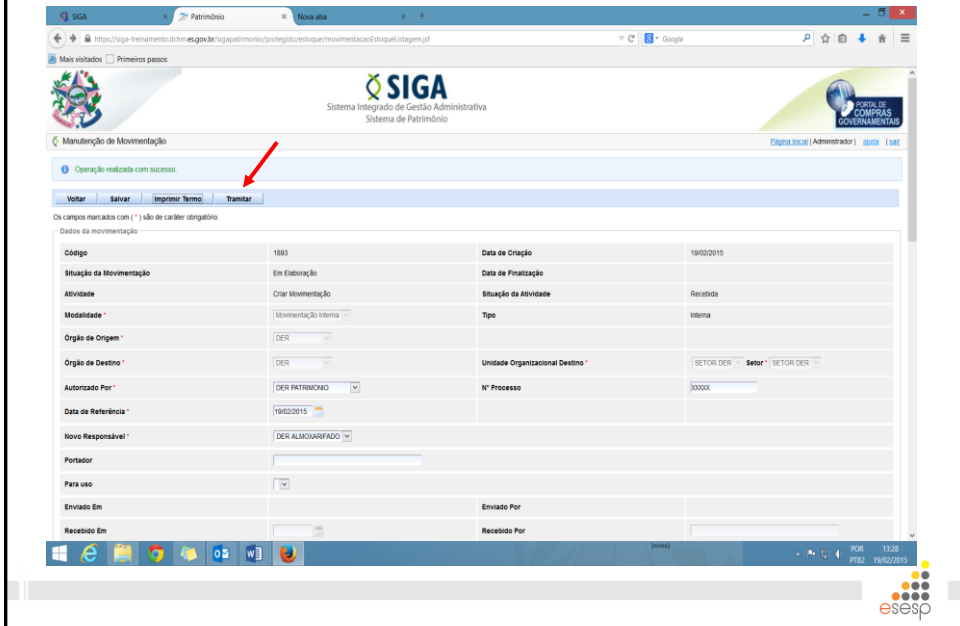 SIGA × Patrimônio × Nova aba × +
https://siga-treinamento.dchm.es.gov.br/sigapatrimonio/protegido/estoque/movimentacaoEstoqueListagem.jsf Google
Mais visitados Primeiros passos
SIGA
Sistema Integrado de Gestão Administrativa
Sistema de Patrimônio
PORTAL DE
COMPRAS
GOVERNAMENTAIS
Manutenção de Movimentação Página Inicial | Administrador | ajuda | sair
Operação realizada com sucesso.
Voltar Salvar Imprimir Termo Tramitar
Os campos marcados com ( * ) são de caráter obrigatório.
Dados da movimentação
Código 1893 Data de Criação 19/02/2015
Situação da Movimentação Em Elaboração Data de Finalização
Atividade Criar Movimentação Situação da Atividade Recebida
Modalidade * Movimentação Interna Tipo Interna
Órgão de Origem * DER
Órgão de Destino * DER Unidade Organizacional Destino * SETOR DER Setor * SETOR DER
Autorizado Por * DER PATRIMONIO N° Processo XXXXX
Data de Referência * 19/02/2015
Novo Responsável * DER ALMOXARIFADO
Portador
Para uso
Enviado Em Enviado Por
Recebido Em Recebido Por
(none)
POR 13:28
PTB2 19/02/2015
esesp